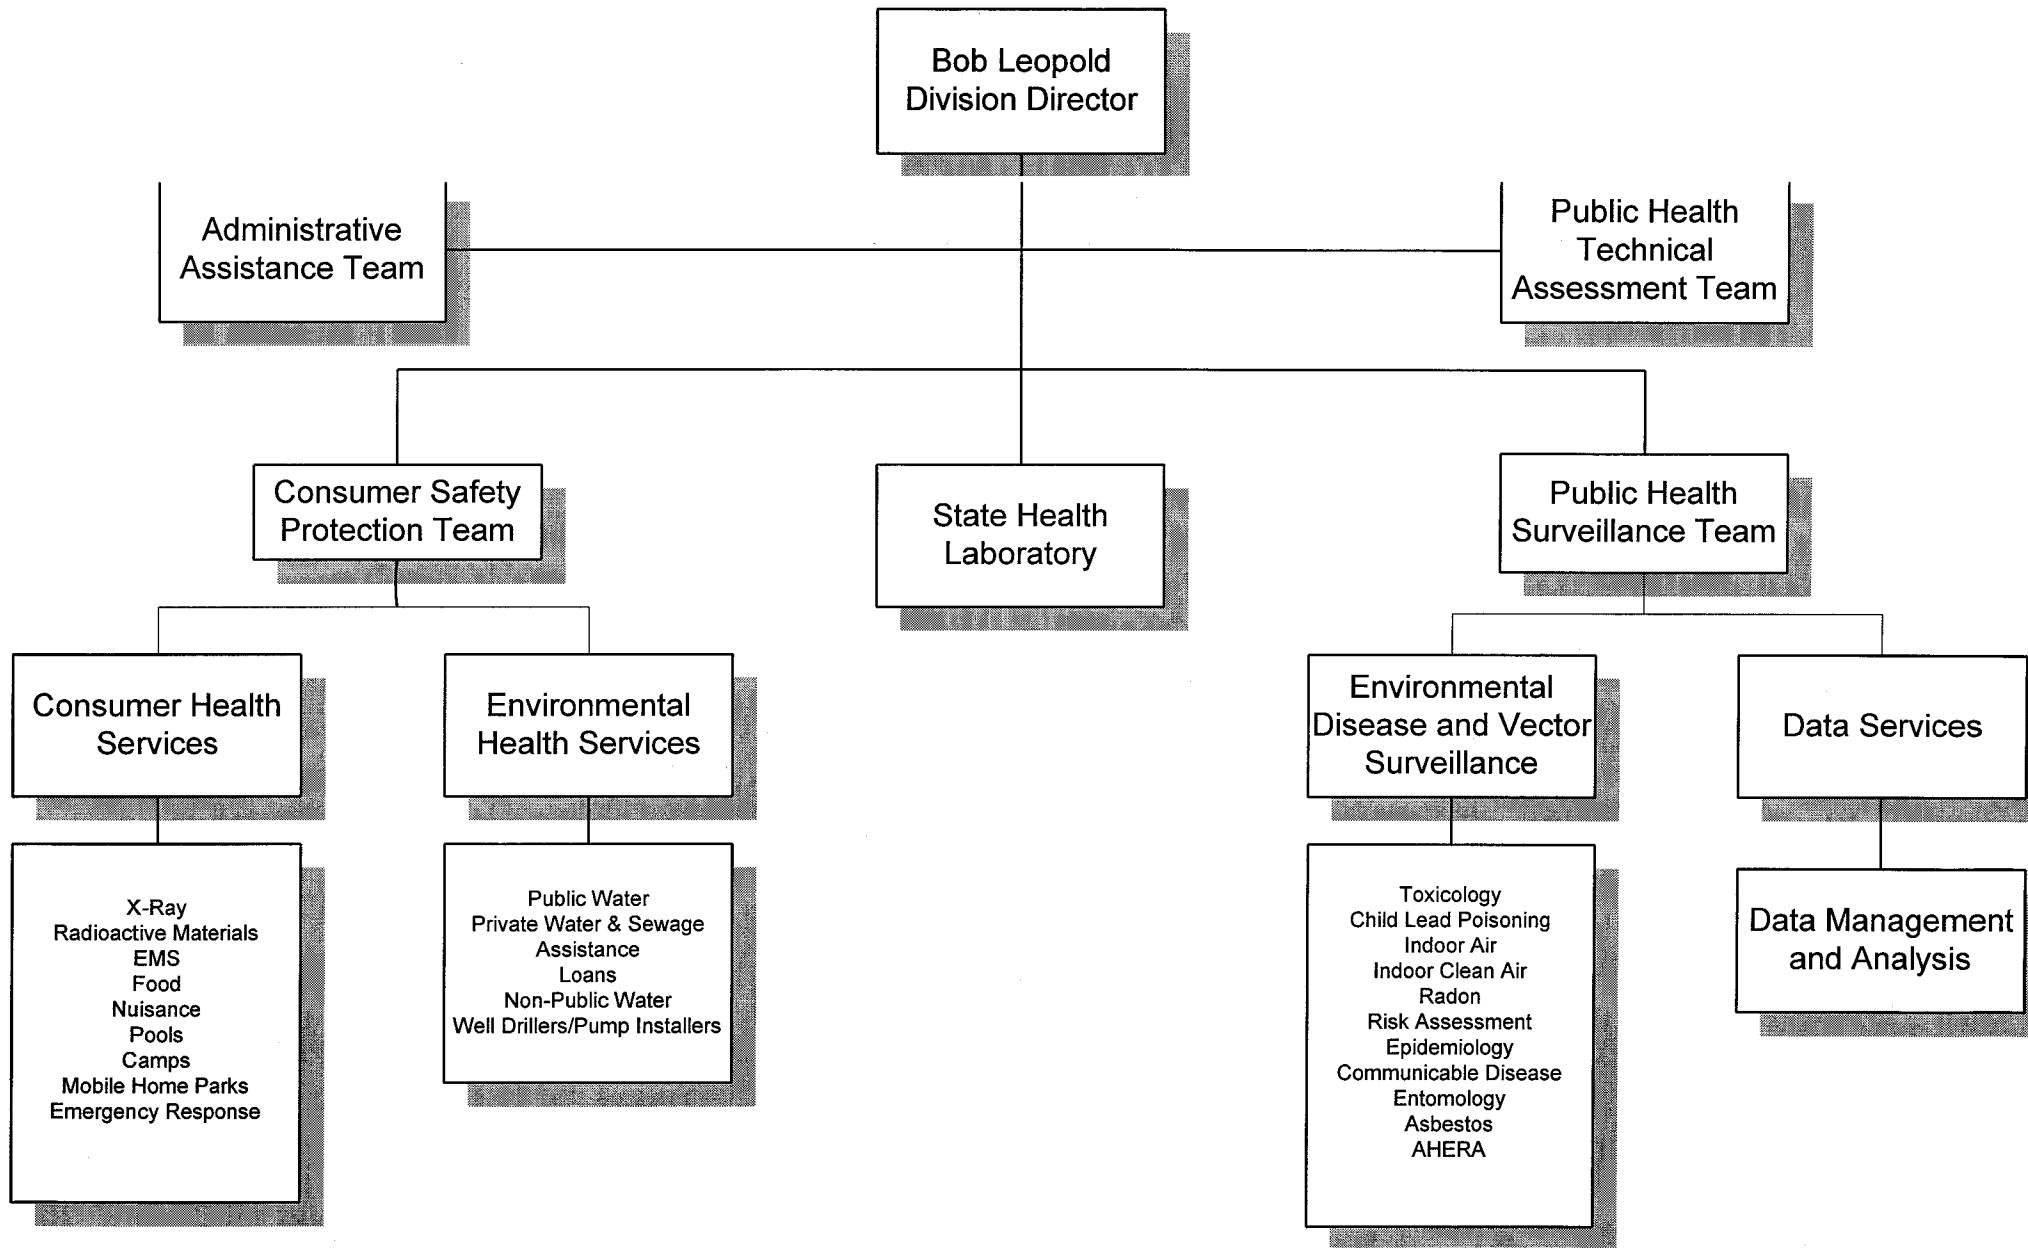 Bob Leopold
Division Director
Administrative
Assistance Team
Public Health
Technical
Assessment Team
Consumer Safety
Protection Team
State Health
Laboratory
Public Health
Surveillance Team
Consumer Health
Services
Environmental
Health Services
Environmental
Disease and Vector
Surveillance
Data Services
X-Ray
Radioactive Materials
EMS
Food
Nuisance
Pools
Camps
Mobile Home Parks
Emergency Response
Public Water
Private Water & Sewage
Assistance
Loans
Non-Public Water
Well Drillers/Pump Installers
Toxicology
Child Lead Poisoning
Indoor Air
Indoor Clean Air
Radon
Risk Assessment
Epidemiology
Communicable Disease
Entomology
Asbestos
AHERA
Data Management
and Analysis